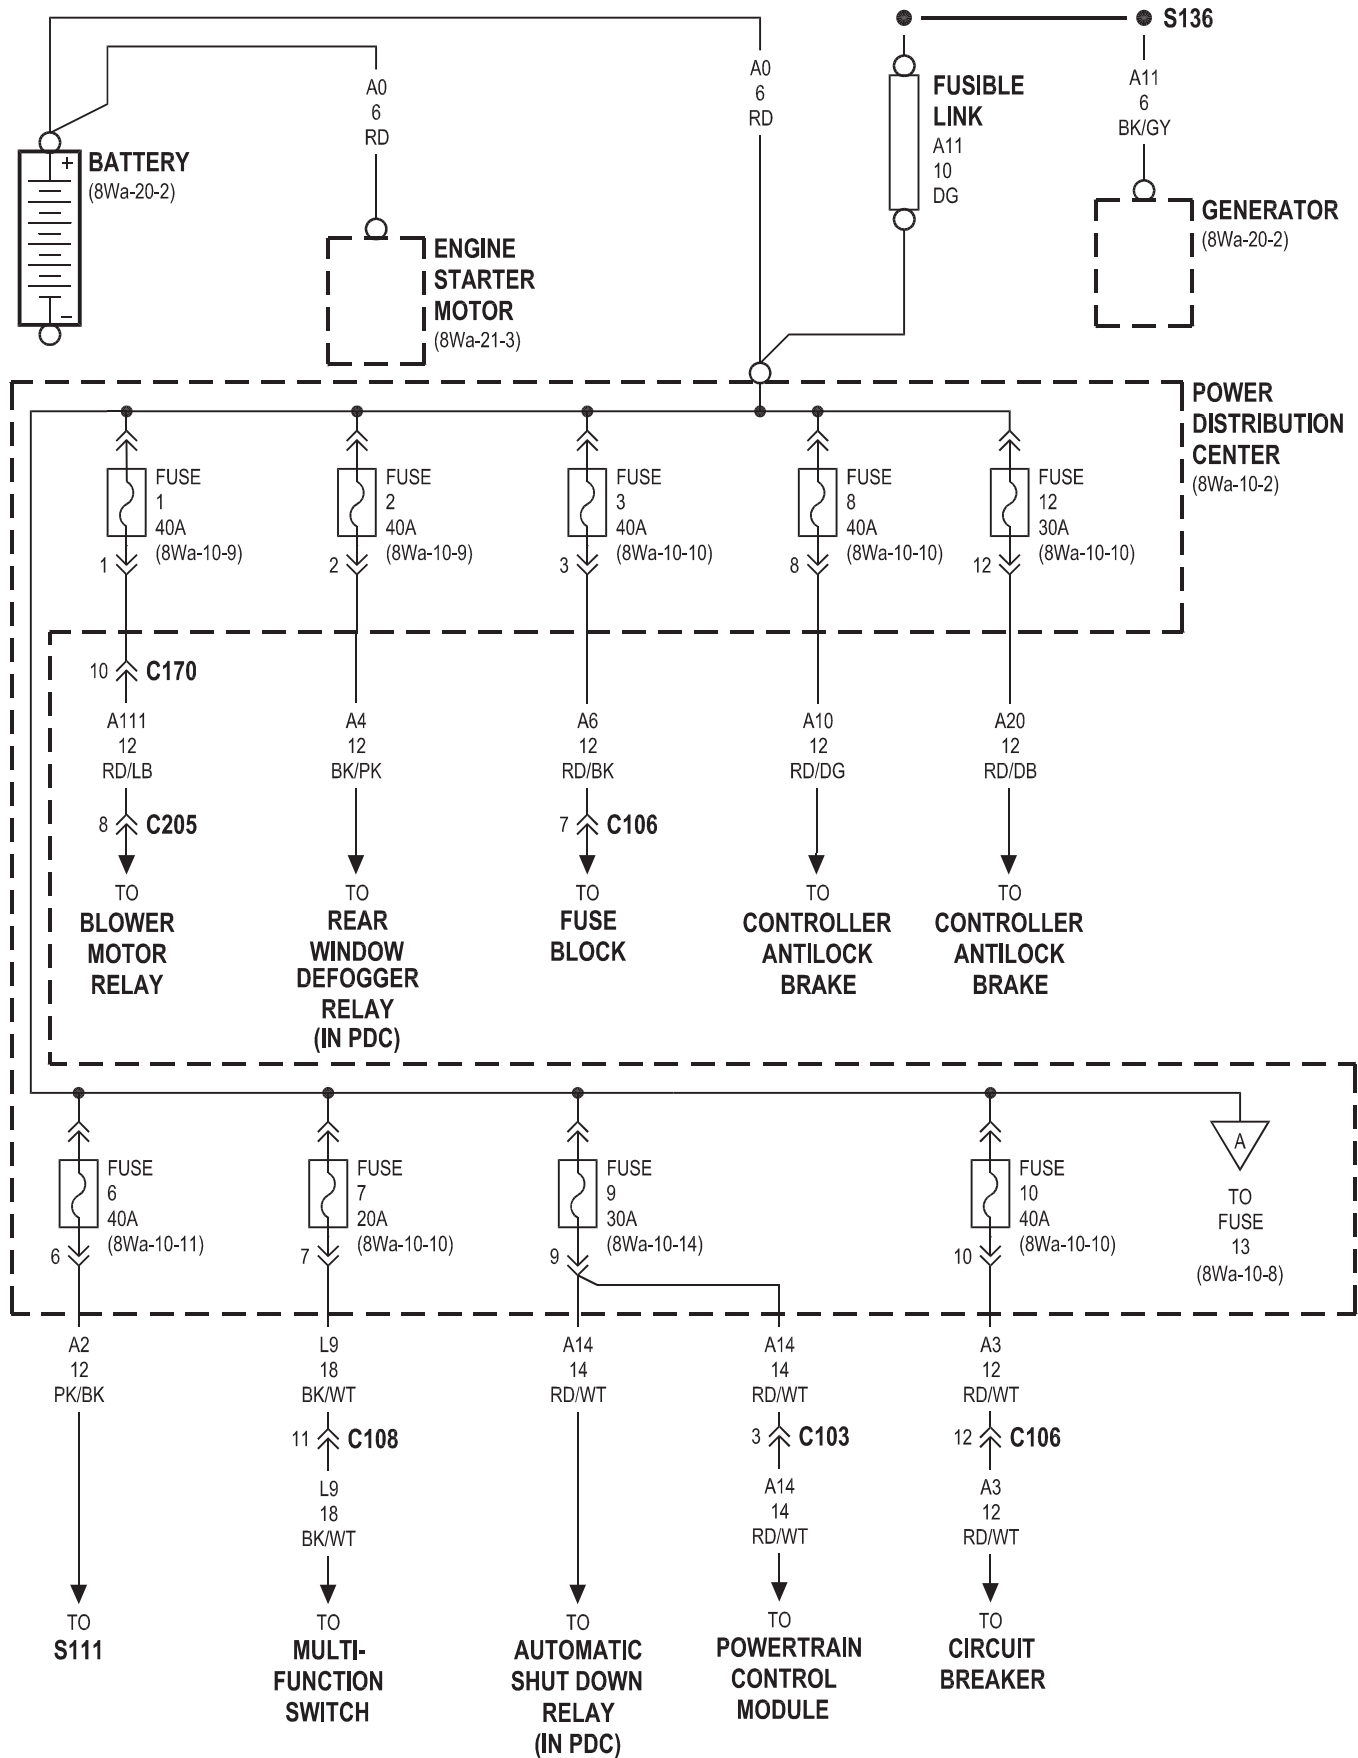 S136
A0
6
RD
A0
6
RD
FUSIBLE
LINK
A11
10
DG
A11
6
BK/GY
+
-
BATTERY
(8Wa-20-2)
ENGINE
STARTER
MOTOR
(8Wa-21-3)
GENERATOR
(8Wa-20-2)
POWER
DISTRIBUTION
CENTER
(8Wa-10-2)
FUSE
1
40A
(8Wa-10-9)
1
FUSE
2
40A
(8Wa-10-9)
2
FUSE
3
40A
(8Wa-10-10)
3
FUSE
8
40A
(8Wa-10-10)
8
FUSE
12
30A
(8Wa-10-10)
12
10
C170
A111
12
RD/LB
8
C205
TO
BLOWER
MOTOR
RELAY
A4
12
BK/PK
TO
REAR
WINDOW
DEFOGGER
RELAY
(IN PDC)
A6
12
RD/BK
7
C106
TO
FUSE
BLOCK
A10
12
RD/DG
TO
CONTROLLER
ANTILOCK
BRAKE
A20
12
RD/DB
TO
CONTROLLER
ANTILOCK
BRAKE
FUSE
6
40A
(8Wa-10-11)
6
FUSE
7
20A
(8Wa-10-10)
7
FUSE
9
30A
(8Wa-10-14)
9
FUSE
10
40A
(8Wa-10-10)
10
A
TO
FUSE
13
(8Wa-10-8)
A2
12
PK/BK
TO
S111
L9
18
BK/WT
11
C108
L9
18
BK/WT
TO
MULTI-
FUNCTION
SWITCH
A14
14
RD/WT
TO
AUTOMATIC
SHUT DOWN
RELAY
(IN PDC)
A14
14
RD/WT
3
C103
A14
14
RD/WT
TO
POWERTRAIN
CONTROL
MODULE
A3
12
RD/WT
12
C106
A3
12
RD/WT
TO
CIRCUIT
BREAKER